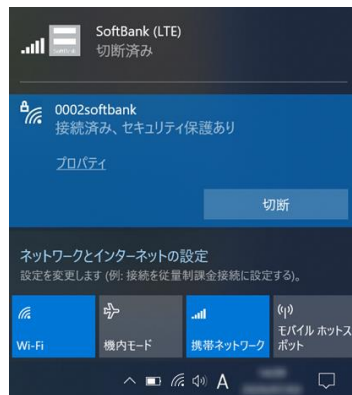 SoftBank (LTE)
切断済み
0002softbank
接続済み、セキュリティ保護あり
プロパティ
切断
ネットワークとインターネットの設定
設定を変更します (例: 接続を従量制課金接続に設定する)。
Wi-Fi
機内モード
携帯ネットワーク
モバイル ホットス
ポット
A